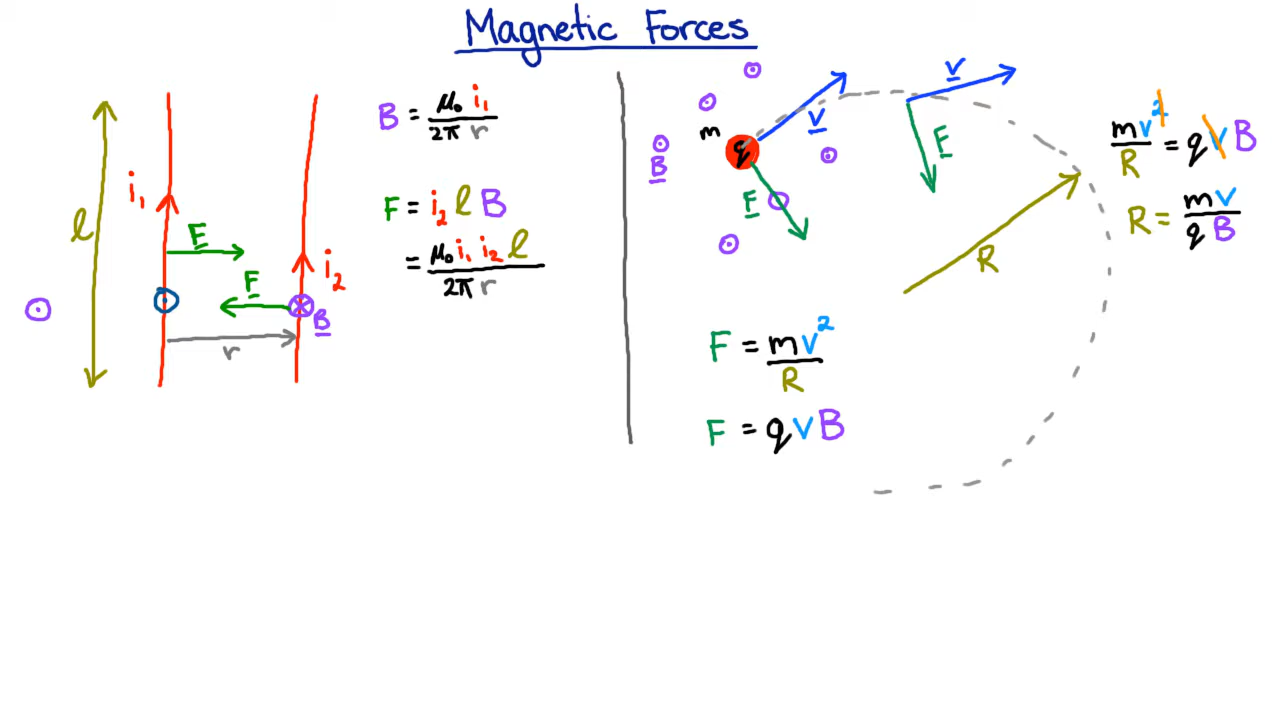 Magnetic Forces
l
i₁
F
F
i₂
B
r
B = μ₀ i₁ / 2π r
F = i₂ l B
= μ₀ i₁ i₂ l / 2π r
m
q
B
v
F
v
F
R
F = mv² / R
F = qvB
mv² / R = qvB
R = mv / qB